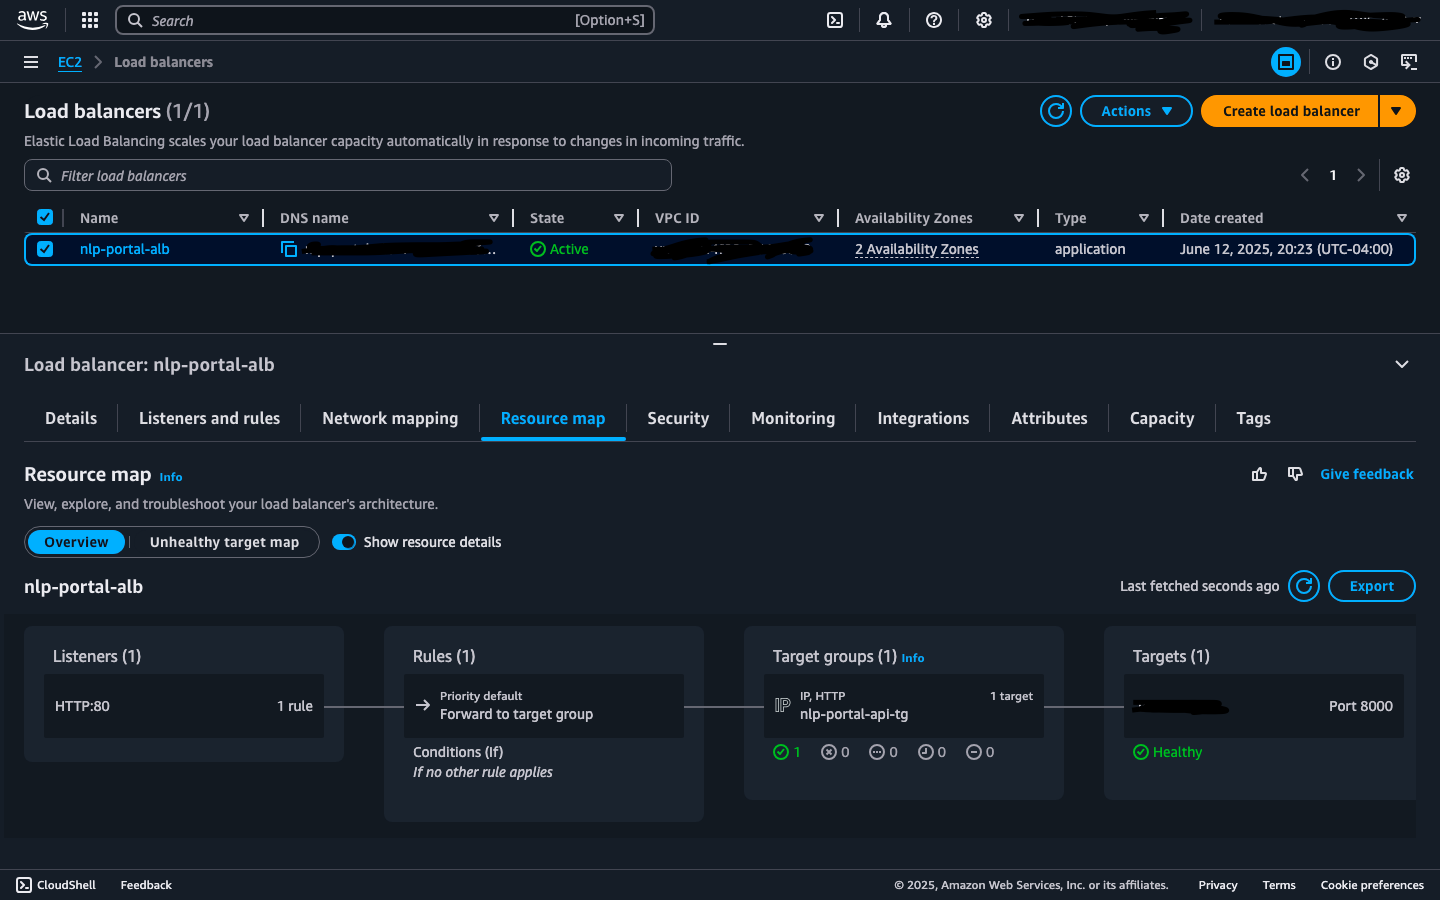 aws
Search [Option+S]
EC2 Load balancers
Load balancers (1/1)
Actions
Create load balancer
Elastic Load Balancing scales your load balancer capacity automatically in response to changes in incoming traffic.
Filter load balancers
1
Name DNS name State VPC ID Availability Zones Type Date created
nlp-portal-alb Active 2 Availability Zones application June 12, 2025, 20:23 (UTC-04:00)
Load balancer: nlp-portal-alb
Details Listeners and rules Network mapping Resource map Security Monitoring Integrations Attributes Capacity Tags
Resource map Info
Give feedback
View, explore, and troubleshoot your load balancer's architecture.
Overview Unhealthy target map Show resource details
nlp-portal-alb
Last fetched seconds ago
Export
Listeners (1)
HTTP:80 1 rule
Rules (1)
Priority default
Forward to target group
Conditions (If)
If no other rule applies
Target groups (1) Info
IP IP, HTTP 1 target
nlp-portal-api-tg
1 0 0 0 0
Targets (1)
Port 8000
Healthy
CloudShell Feedback © 2025, Amazon Web Services, Inc. or its affiliates. Privacy Terms Cookie preferences